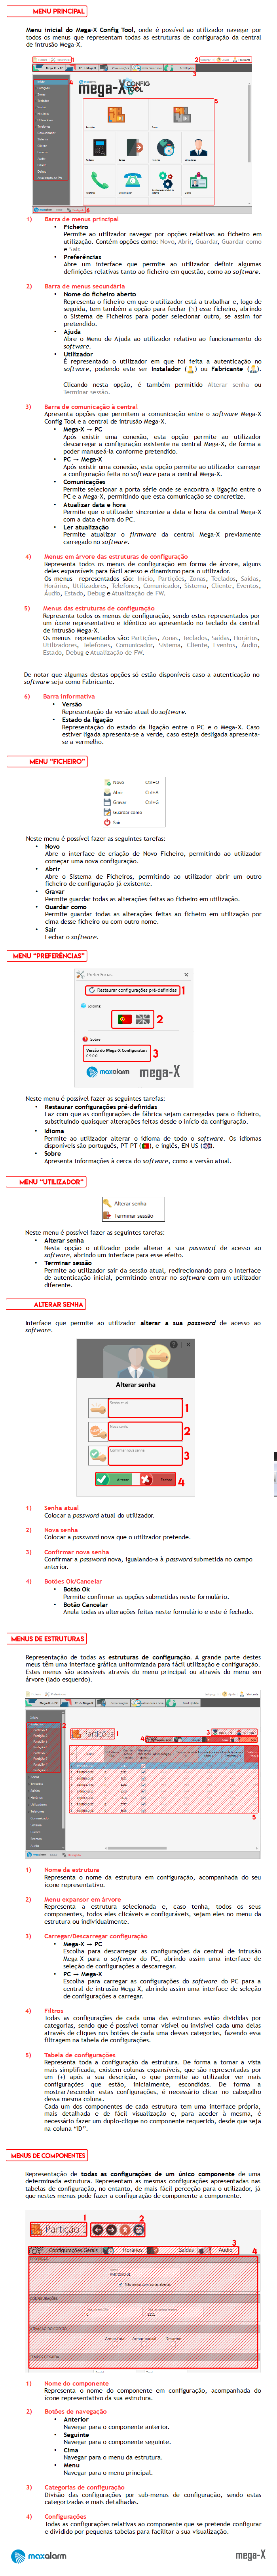 MENU PRINCIPAL
Menu inicial do Mega-X Config Tool, onde é possível ao utilizador navegar por
todos os menus que representam todas as estruturas de configuração da central
de Intrusão Mega-X.
1) Barra de menus principal
• Ficheiro
Permite ao utilizador navegar por opções relativas ao ficheiro em
utilização. Contém opções como: Novo, Abrir, Guardar, Guardar como
e Sair.
• Preferências
Abre um interface que permite ao utilizador definir algumas
definições relativas tanto ao ficheiro em questão, como ao software.
2) Barra de menus secundária
• Nome do ficheiro aberto
Representa o ficheiro em que o utilizador está a trabalhar e, logo de
seguida, tem também a opção para fechar (x) esse ficheiro, abrindo
o Sistema de Ficheiros para poder selecionar outro, se assim for
pretendido.
• Ajuda
Abre o Menu de Ajuda ao utilizador relativo ao funcionamento do
software.
• Utilizador
É representado o utilizador em que foi feita a autenticação no
software, podendo este ser Instalador ( ) ou Fabricante ( ).
Clicando nesta opção, é também permitido Alterar senha ou
Terminar sessão.
3) Barra de comunicação à central
Apresenta opções que permitem a comunicação entre o software Mega-X
Config Tool e a central de intrusão Mega-X.
• Mega-X → PC
Após existir uma conexão, esta opção permite ao utilizador
descarregar a configuração existente na central Mega-X, de forma a
poder manuseá-la conforme pretendido.
• PC → Mega-X
Após existir uma conexão, esta opção permite ao utilizador carregar
a configuração feita no software para a central Mega-X.
• Comunicações
Permite selecionar a porta série onde se encontra a ligação entre o
PC e a Mega-X, permitindo que esta comunicação se concretize.
• Atualizar data e hora
Permite que o utilizador sincronize a data e hora da central Mega-X
com a data e hora do PC.
• Ler atualização
Permite atualizar o firmware da central Mega-X previamente
carregado no software.
4) Menus em árvore das estruturas de configuração
Representa todos os menus de configuração em forma de árvore, alguns
deles expansíveis para fácil acesso e dinamismo para o utilizador.
Os menus representados são: Início, Partições, Zonas, Teclados, Saídas,
Horários, Utilizadores, Telefones, Comunicador, Sistema, Cliente, Eventos,
Áudio, Estado, Debug e Atualização de FW.
5) Menus das estruturas de configuração
Representa todos os menus de configuração, sendo estes representados por
um ícone representativo e idêntico ao apresentado no teclado da central
de intrusão Mega-X.
Os menus representados são: Partições, Zonas, Teclados, Saídas, Horários,
Utilizadores, Telefones, Comunicador, Sistema, Cliente, Eventos, Áudio,
Estado, Debug e Atualização de FW.
De notar que algumas destas opções só estão disponíveis caso a autenticação no
software seja como Fabricante.
6) Barra informativa
• Versão
Representação da versão atual do software.
• Estado da ligação
Representação do estado da ligação entre o PC e o Mega-X. Caso
estiver ligada apresenta-se a verde, caso esteja desligada apresenta-
se a vermelho.
MENU "FICHEIRO"
Novo Ctrl+O
Abrir Ctrl+A
Gravar Ctrl+G
Guardar como
Sair
Neste menu é possível fazer as seguintes tarefas:
• Novo
Abre o interface de criação de Novo Ficheiro, permitindo ao utilizador
começar uma nova configuração.
• Abrir
Abre o Sistema de Ficheiros, permitindo ao utilizador abrir um outro
ficheiro de configuração já existente.
• Gravar
Permite guardar todas as alterações feitas ao ficheiro em utilização.
• Guardar como
Permite guardar todas as alterações feitas ao ficheiro em utilização por
cima desse ficheiro ou com outro nome.
• Sair
Fechar o software.
MENU "PREFERÊNCIAS"
Preferências
Restaurar configurações pré-definidas 1
Idioma
2
Sobre
Versão do Mega-X Configuration 3
maxalarm mega-X
Neste menu é possível fazer as seguintes tarefas:
• Restaurar configurações pré-definidas
Faz com que as configurações de fábrica sejam carregadas para o ficheiro,
substituindo quaisquer alterações feitas desde o início da configuração.
• Idioma
Permite ao utilizador alterar o idioma de todo o software. Os idiomas
disponíveis são português, PT-PT ( ), e inglês, EN-US ( ).
• Sobre
Apresenta informações à cerca do software, como a versão atual.
MENU "UTILIZADOR"
Alterar senha
Terminar sessão
Neste menu é possível fazer as seguintes tarefas:
• Alterar senha
Nesta opção o utilizador pode alterar a sua password de acesso ao
software, abrindo um interface para esse efeito.
• Terminar sessão
Permite ao utilizador sair da sessão atual, redirecionando para o interface
de autenticação inicial, permitindo entrar no software com um utilizador
diferente.
ALTERAR SENHA
Interface que permite ao utilizador alterar a sua password de acesso ao
software.
Alterar senha
Senha atual 1
Nova senha 2
Confirmar nova senha 3
Alterar Fechar 4
1) Senha atual
Colocar a password atual do utilizador.
2) Nova senha
Colocar a password nova que o utilizador pretende.
3) Confirmar nova senha
Confirmar a password nova, igualando-a à password submetida no campo
anterior.
4) Botões Ok/Cancelar
• Botão Ok
Permite confirmar as opções submetidas neste formulário.
• Botão Cancelar
Anula todas as alterações feitas neste formulário e este é fechado.
MENUS DE ESTRUTURAS
Representação de todas as estruturas de configuração. A grande parte destes
menus têm uma interface gráfica uniformizada para fácil utilização e configuração.
Estes menus são acessíveis através do menu principal ou através do menu em
árvore (lado esquerdo).
Partições
1) Nome da estrutura
Representa o nome da estrutura em configuração, acompanhada do seu
ícone representativo.
2) Menu expansor em árvore
Representa a estrutura selecionada e, caso tenha, todos os seus
componentes, todos eles clicáveis e configuráveis, sejam eles no menu da
estrutura ou individualmente.
3) Carregar/Descarregar configuração
• Mega-X → PC
Escolha para descarregar as configurações da central de Intrusão
Mega-X para o software do PC, abrindo assim uma interface de
seleção de configurações a descarregar.
• PC → Mega-X
Escolha para carregar as configurações do software do PC para a
central de intrusão Mega-X, abrindo assim uma interface de seleção
de configurações a carregar.
4) Filtros
Todas as configurações de cada uma das estruturas estão divididas por
categorias, sendo que é possível tornar visível ou invisível cada uma delas
através de cliques nos botões de cada uma dessas categorias, fazendo essa
filtragem na tabela de configurações.
5) Tabela de configurações
Representa toda a configuração da estrutura. De forma a tornar a vista
mais simplificada, existem colunas expansíveis, que são representadas por
um (+) após a sua descrição, o que permite ao utilizador ver mais
configurações que estão, inicialmente, escondidas. De forma a
mostrar/esconder estas configurações, é necessário clicar no cabeçalho
dessa mesma coluna.
Cada um dos componentes de cada estrutura tem uma interface própria,
mais detalhada e de fácil visualização e, para aceder à mesma, é
necessário fazer um duplo-clique no componente requerido, desde que seja
na coluna "ID".
MENUS DE COMPONENTES
Representação de todas as configurações de um único componente de uma
determinada estrutura. Representam as mesmas configurações apresentadas nas
tabelas de configuração, no entanto, de mais fácil perceção para o utilizador, já
que nestes menus pode fazer a configuração de componente a componente.
Partição
Configurações Gerais Horários Saídas Áudio
1) Nome do componente
Representa o nome do componente em configuração, acompanhado do
ícone representativo da sua estrutura.
2) Botões de navegação
• Anterior
Navegar para o componente anterior.
• Seguinte
Navegar para o componente seguinte.
• Cima
Navegar para o menu da estrutura.
• Menu
Navegar para o menu principal.
3) Categorias de configuração
Divisão das configurações por sub-menus de configuração, sendo estas
categorizadas e mais detalhadas.
4) Configurações
Todas as configurações relativas ao componente que se pretende configurar
e dividido por pequenas tabelas para facilitar a sua visualização.
maxalarm mega-X